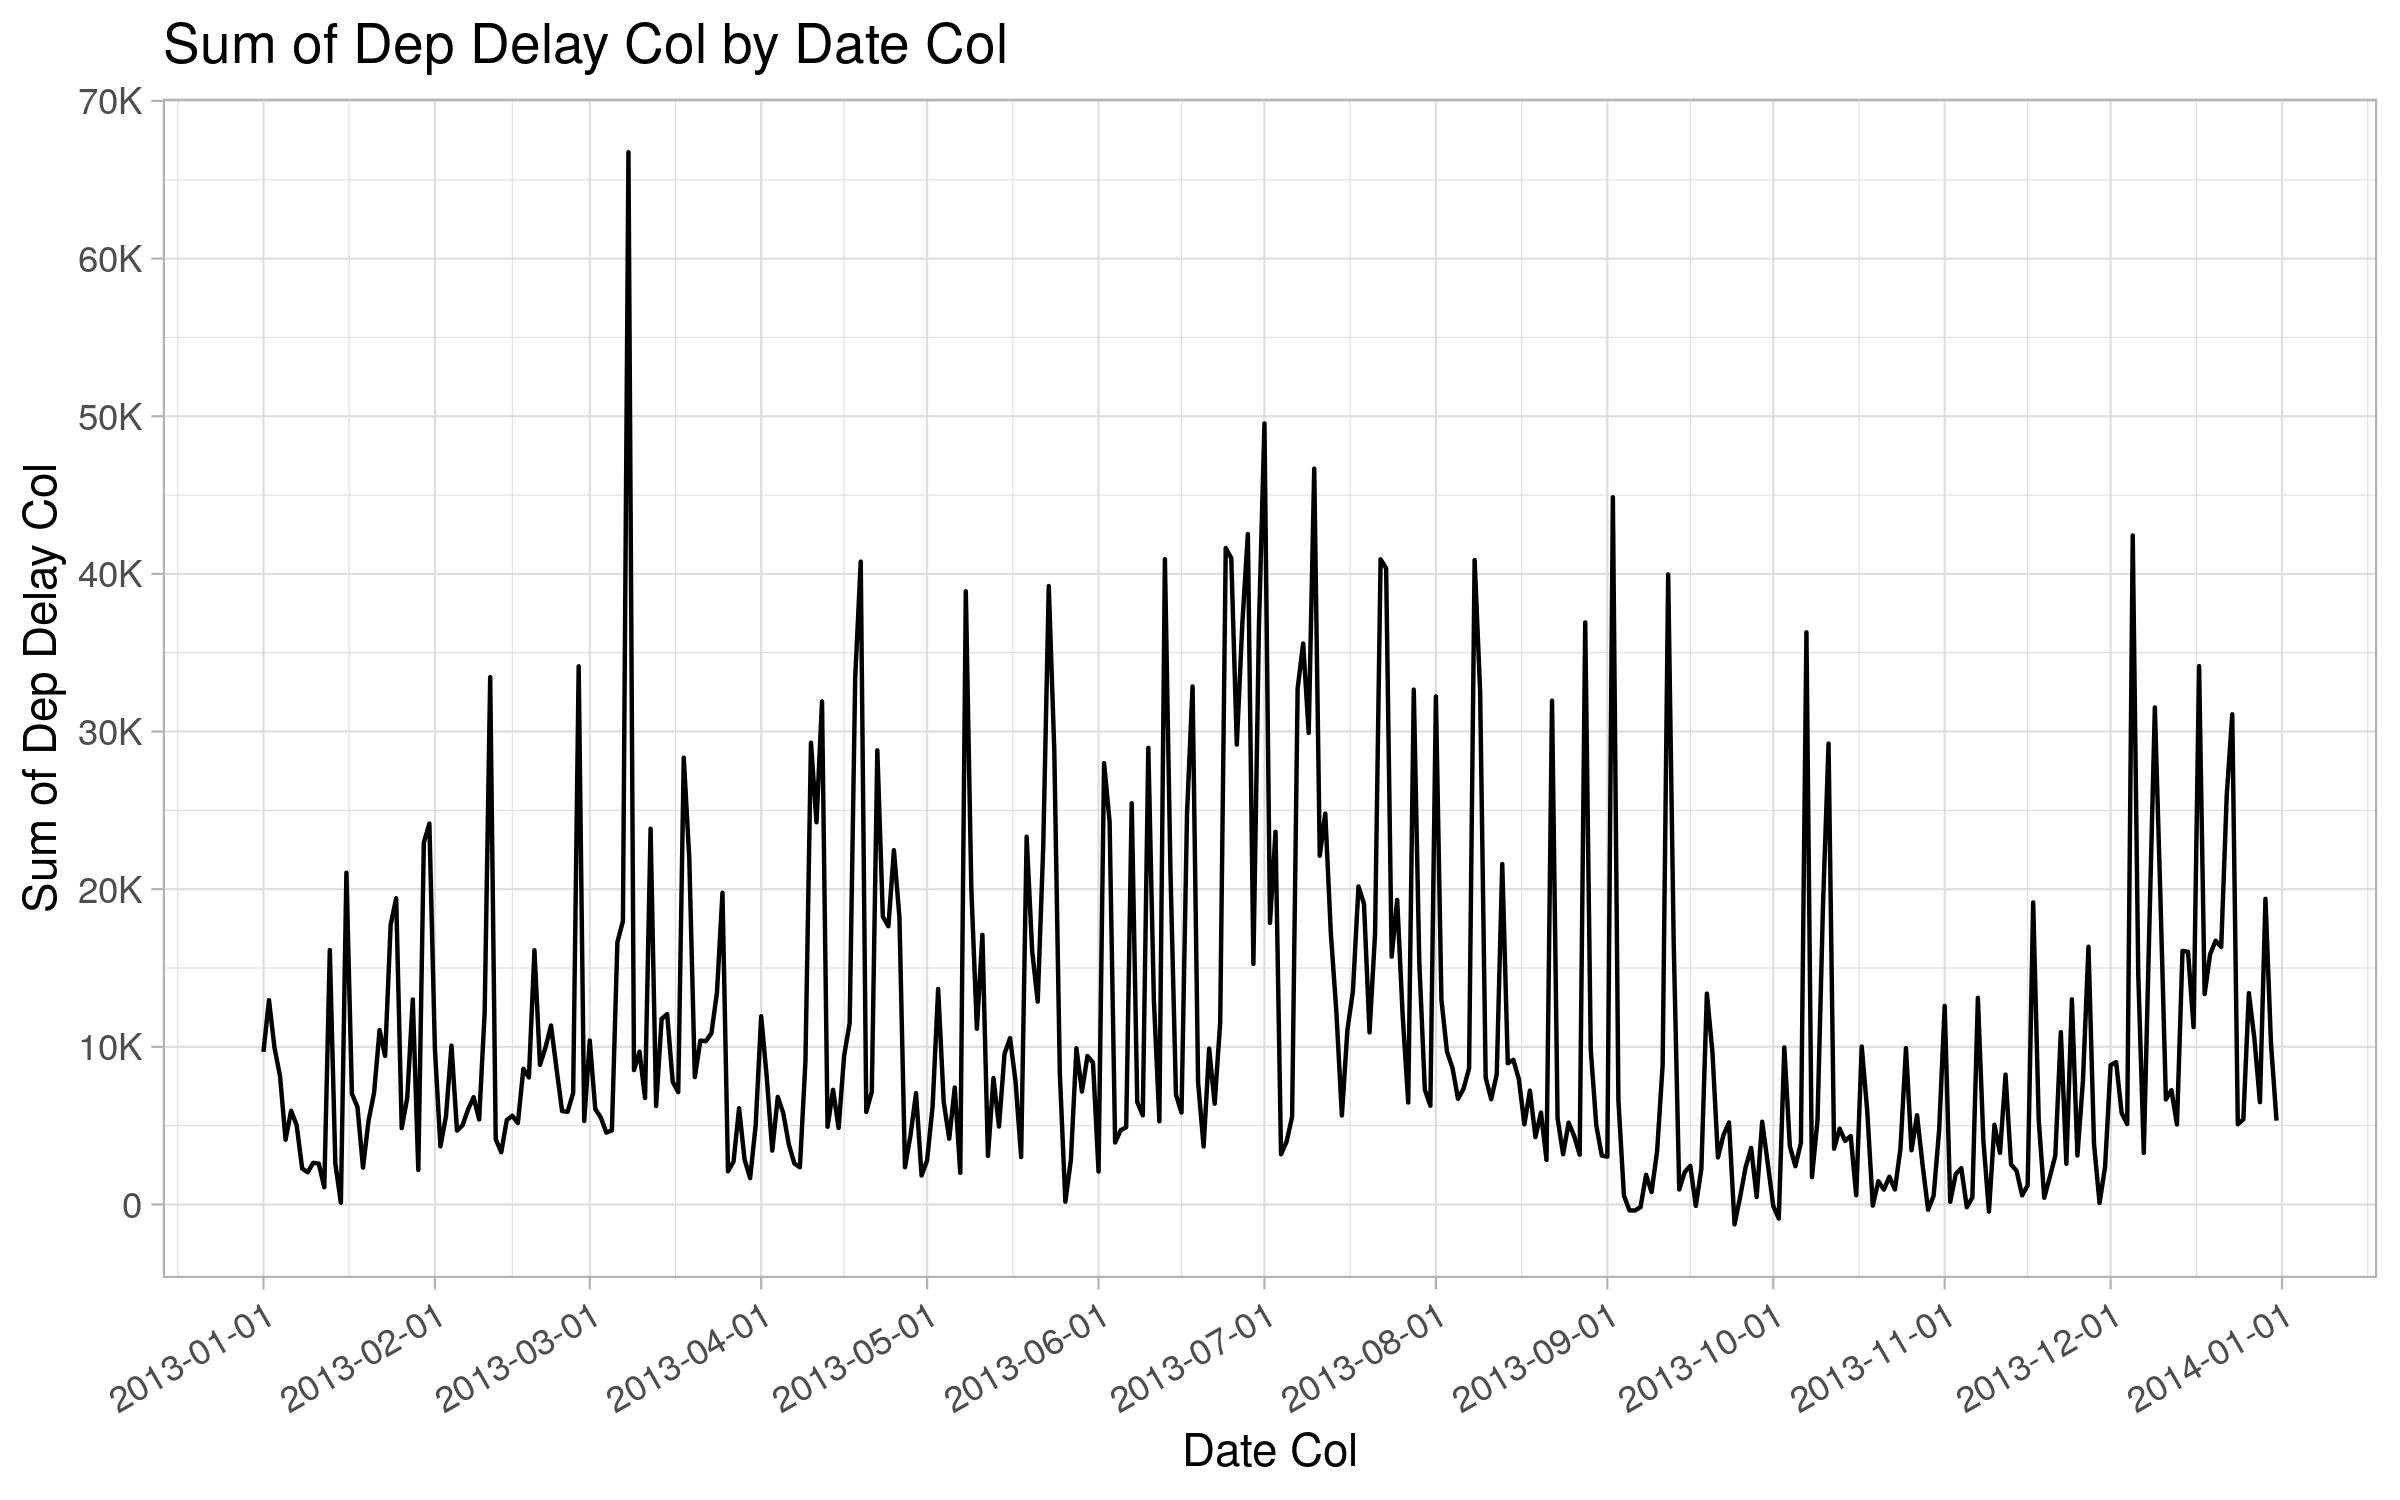 Sum of Dep Delay Col by Date Col
70K
60K
50K
40K
30K
20K
10K
0
Sum of Dep Delay Col
2013-01-01
2013-02-01
2013-03-01
2013-04-01
2013-05-01
2013-06-01
2013-07-01
2013-08-01
2013-09-01
2013-10-01
2013-11-01
2013-12-01
2014-01-01
Date Col